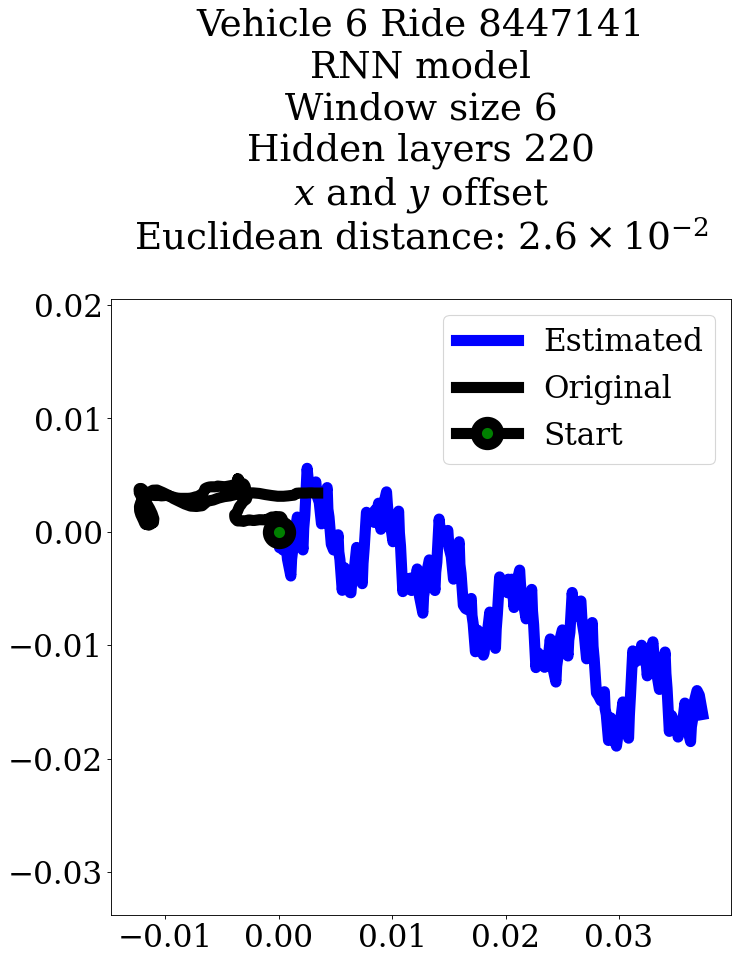 Vehicle 6 Ride 8447141
RNN model
Window size 6
Hidden layers 220
x and y offset
Euclidean distance: 2.6 × 10⁻²
0.02
0.01
0.00
−0.01
−0.02
−0.03
Estimated
Original
Start
−0.01 0.00 0.01 0.02 0.03